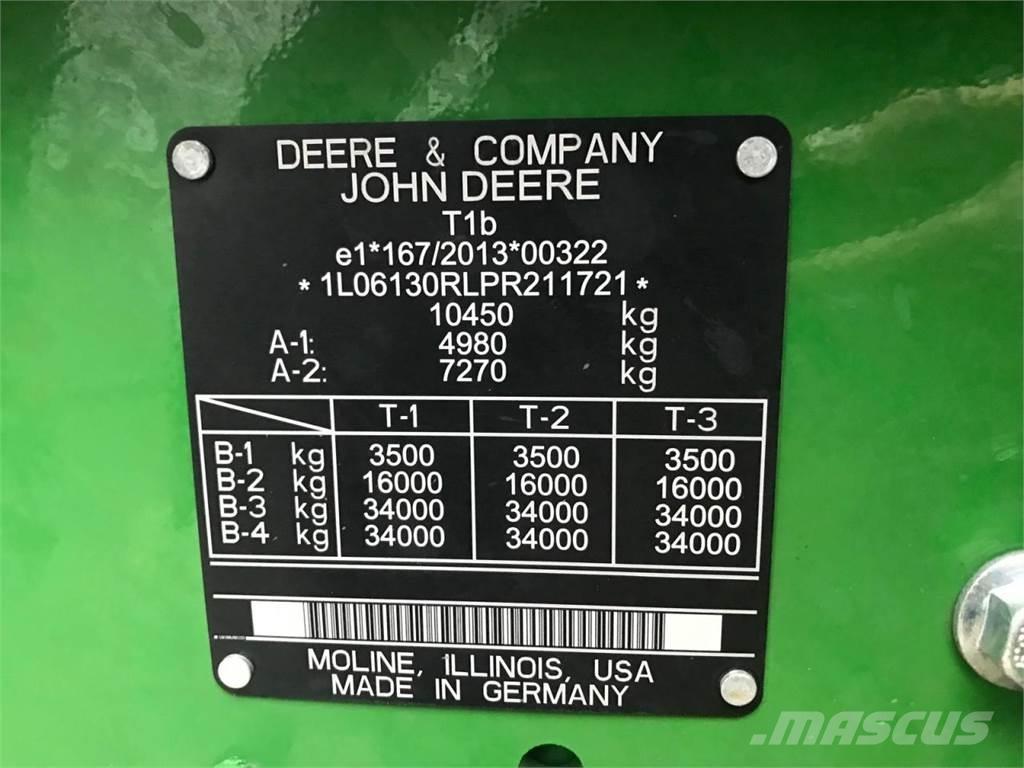 DEERE & COMPANY
JOHN DEERE
T1b
e1*167/2013*00322
* 1L06130RLPR211721 *
10450 kg
A-1: 4980 kg
A-2: 7270 kg
T-1 T-2 T-3
B-1 kg 3500 3500 3500
B-2 kg 16000 16000 16000
B-3 kg 34000 34000 34000
B-4 kg 34000 34000 34000
MOLINE, ILLINOIS, USA
MADE IN GERMANY
MASCUS